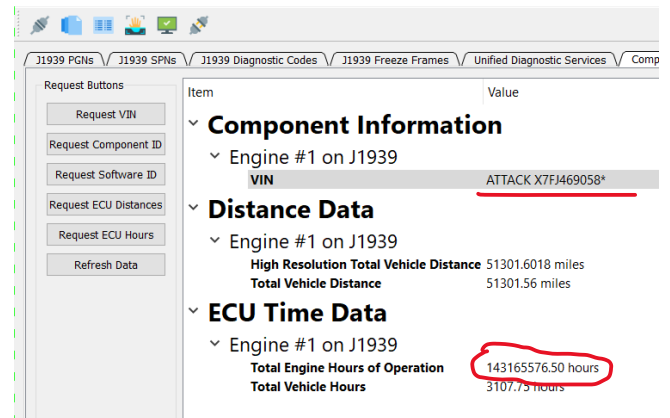 J1939 PGNs J1939 SPNs J1939 Diagnostic Codes J1939 Freeze Frames Unified Diagnostic Services Comp
Request Buttons
Request VIN
Request Component ID
Request Software ID
Request ECU Distances
Request ECU Hours
Refresh Data
Item Value
Component Information
Engine #1 on J1939
VIN ATTACK X7FJ469058*
Distance Data
Engine #1 on J1939
High Resolution Total Vehicle Distance 51301.6018 miles
Total Vehicle Distance 51301.56 miles
ECU Time Data
Engine #1 on J1939
Total Engine Hours of Operation 143165576.50 hours
Total Vehicle Hours 3107.75 hours